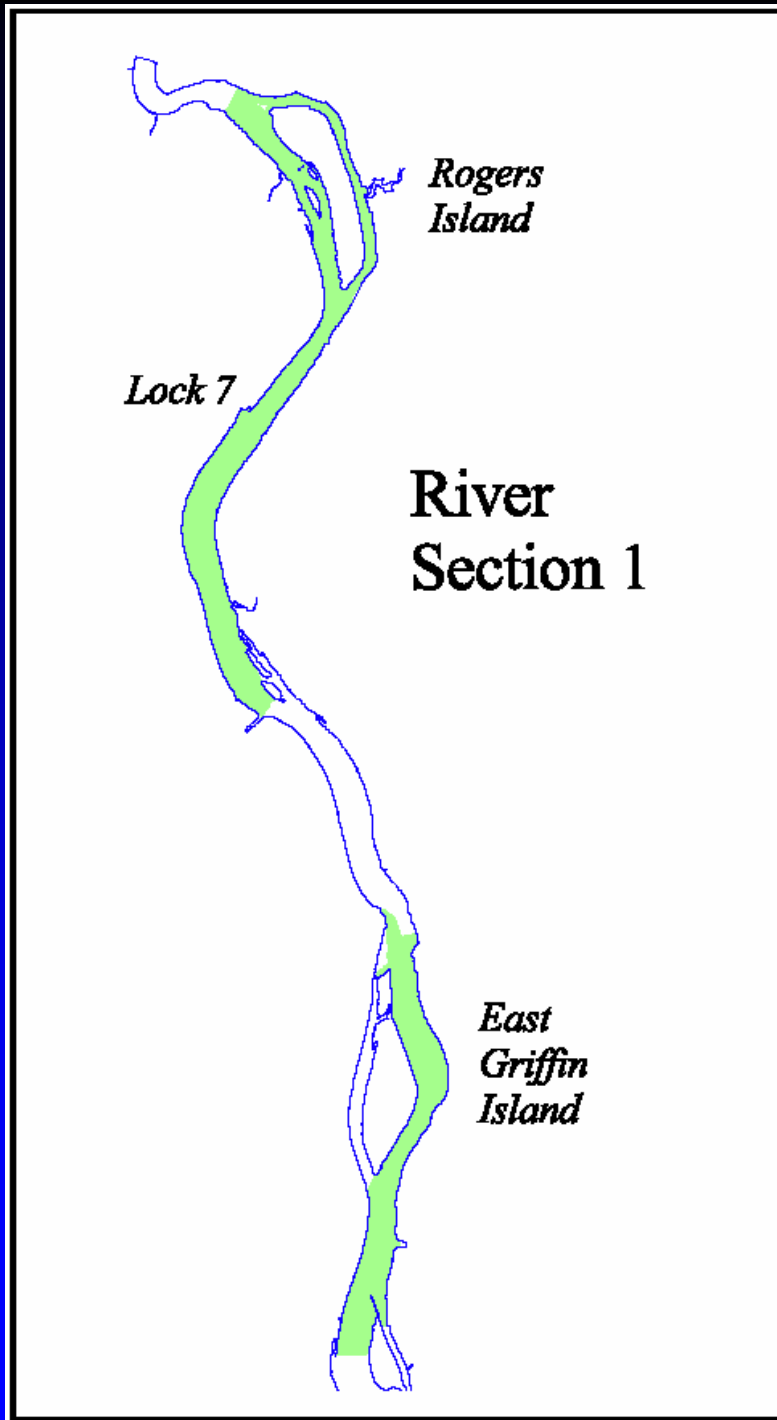 Rogers
Island
Lock 7
River
Section 1
East
Griffin
Island